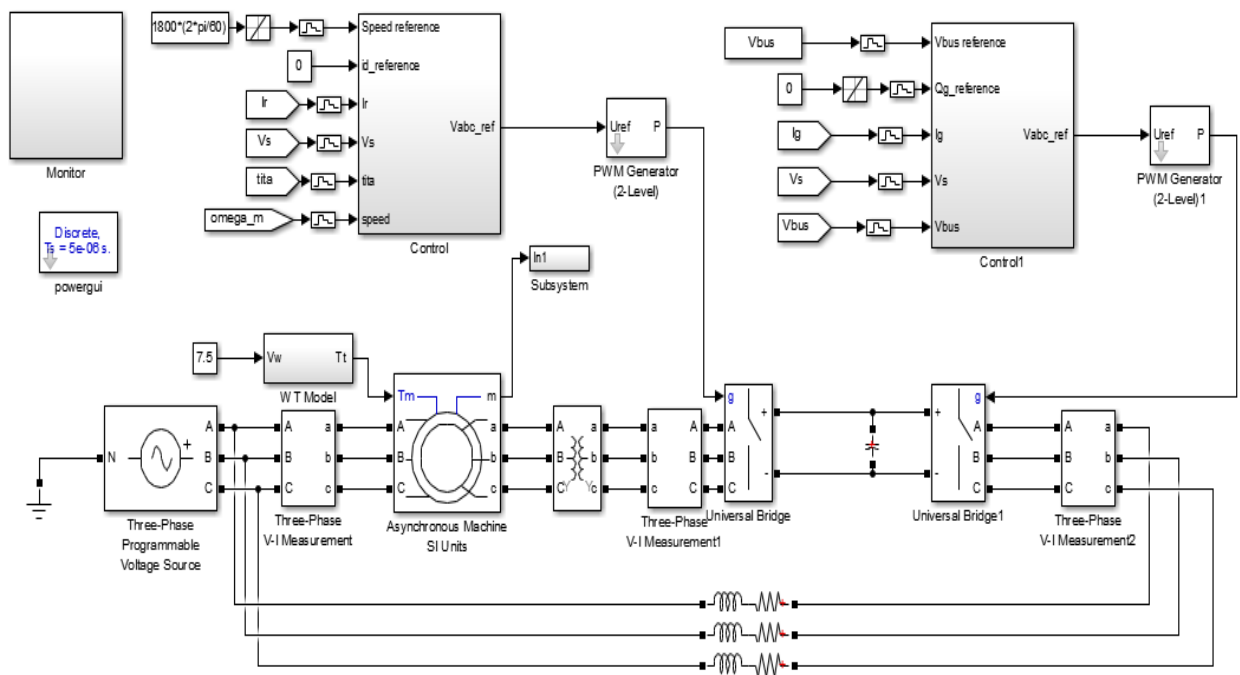 1800*(2*pi/60)
Speed reference
0
id_reference
Ir
Ir
Vs
Vs
tita
tita
omega_m
speed
Vabc_ref
Control
Monitor
Discrete,
Ts = 5e-06 s.
powergui
Uref
P
PWM Generator
(2-Level)
Vbus
Vbus reference
0
Qg_reference
Ig
Ig
Vs
Vs
Vbus
Vbus
Vabc_ref
Control1
Uref
P
PWM Generator
(2-Level)1
In1
Subsystem
7.5
Vw
Tt
WT Model
N
+
A
B
C
Three-Phase
Programmable
Voltage Source
A
B
C
a
b
c
Three-Phase
V-I Measurement
Tm
m
A
B
C
a
b
c
Asynchronous Machine
SI Units
A
B
C
Y
Y
a
b
c
a
b
c
A
B
C
Three-Phase
V-I Measurement1
g
A
B
C
+
-
Universal Bridge
+
-
g
A
B
C
Universal Bridge1
A
B
C
a
b
c
Three-Phase
V-I Measurement2